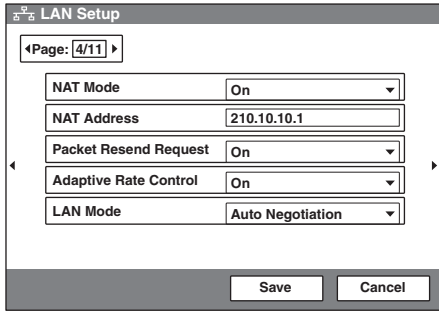 LAN Setup
Page: 4/11
NAT Mode On
NAT Address 210.10.10.1
Packet Resend Request On
Adaptive Rate Control On
LAN Mode Auto Negotiation
Save Cancel